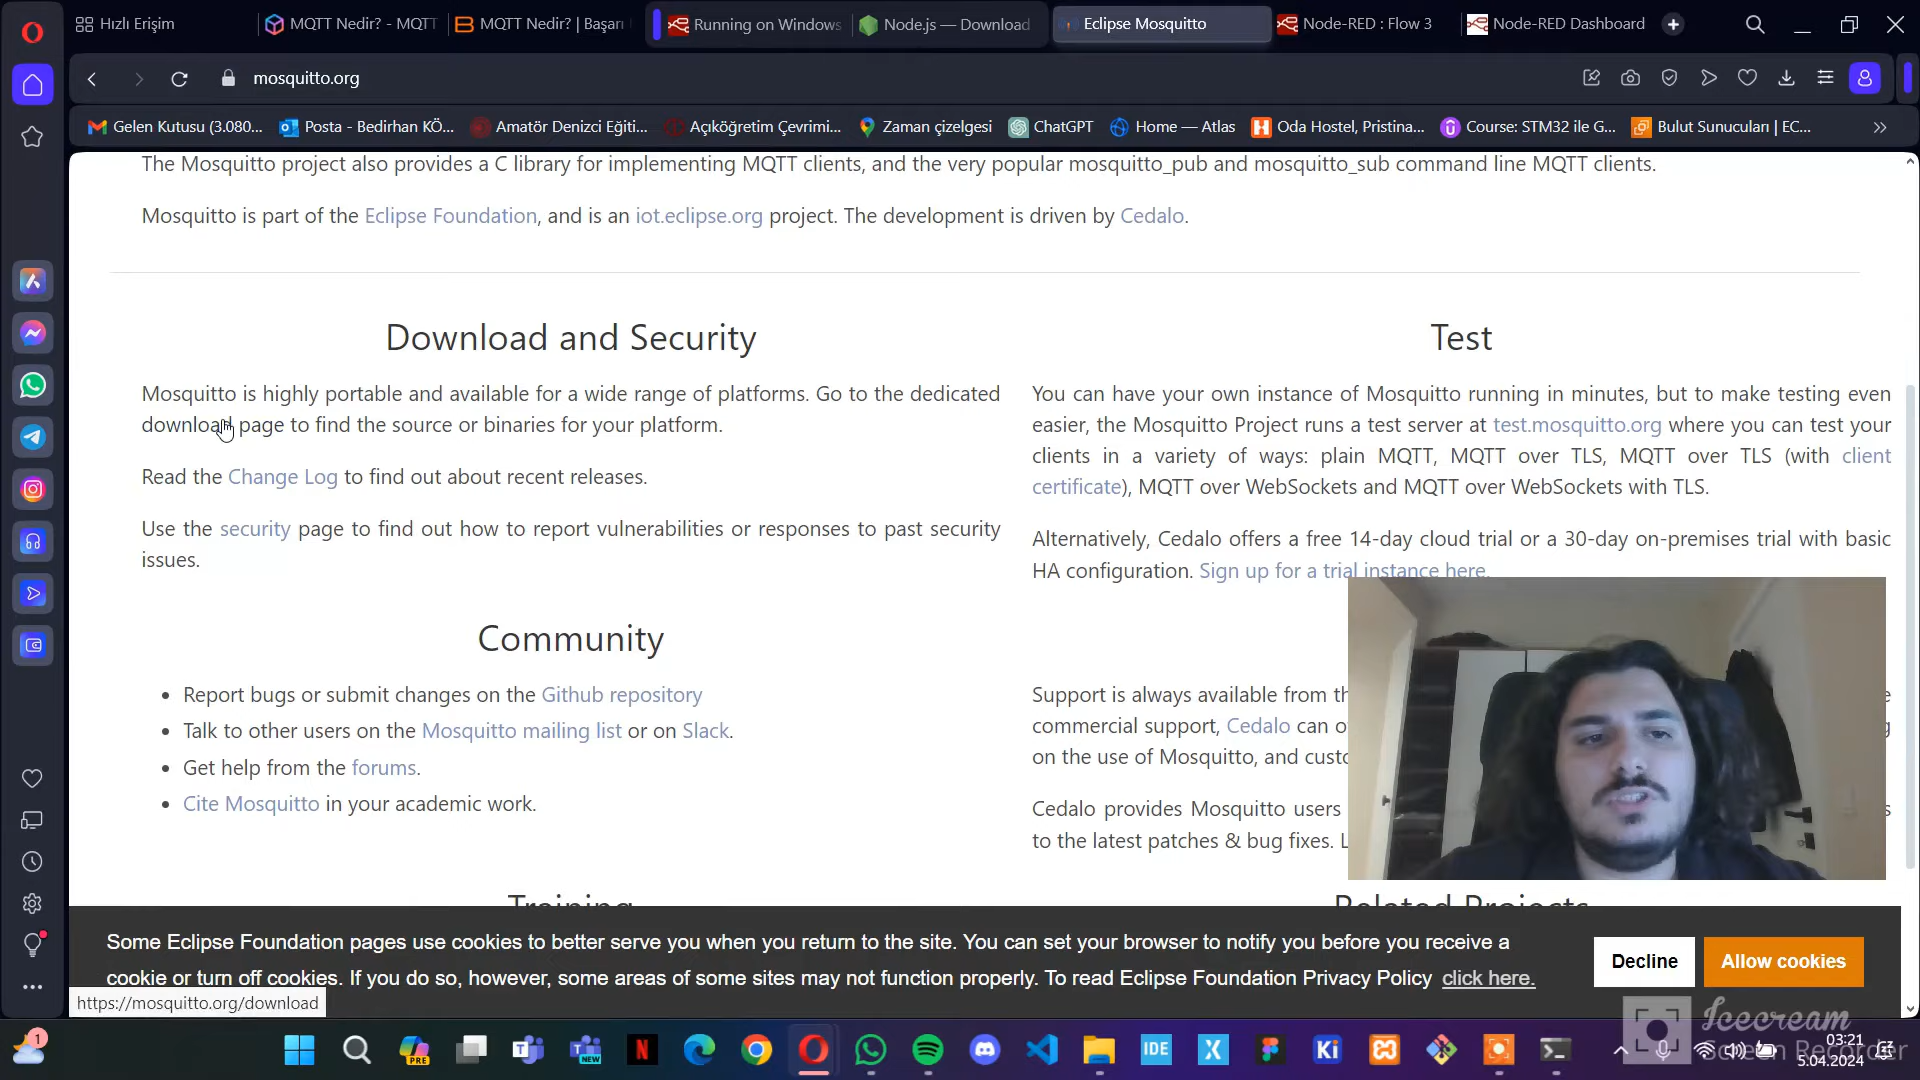 Hızlı Erişim
MQTT Nedir? - MQTT
MQTT Nedir? | Başarı
Running on Windows
Node.js — Download
Eclipse Mosquitto
Node-RED : Flow 3
Node-RED Dashboard
mosquitto.org
Gelen Kutusu (3.080...
Posta - Bedirhan KÖ...
Amatör Denizci Eğiti...
Açıköğretim Çevrimi...
Zaman çizelgesi
ChatGPT
Home — Atlas
Oda Hostel, Pristina...
Course: STM32 ile G...
Bulut Sunucuları | EC...
The Mosquitto project also provides a C library for implementing MQTT clients, and the very popular mosquitto_pub and mosquitto_sub command line MQTT clients.
Mosquitto is part of the Eclipse Foundation, and is an iot.eclipse.org project. The development is driven by Cedalo.
Download and Security
Mosquitto is highly portable and available for a wide range of platforms. Go to the dedicated
download page to find the source or binaries for your platform.
Read the Change Log to find out about recent releases.
Use the security page to find out how to report vulnerabilities or responses to past security
issues.
Test
You can have your own instance of Mosquitto running in minutes, but to make testing even
easier, the Mosquitto Project runs a test server at test.mosquitto.org where you can test your
clients in a variety of ways: plain MQTT, MQTT over TLS, MQTT over TLS (with client
certificate), MQTT over WebSockets and MQTT over WebSockets with TLS.
Alternatively, Cedalo offers a free 14-day cloud trial or a 30-day on-premises trial with basic
HA configuration. Sign up for a trial instance here.
Community
Report bugs or submit changes on the Github repository
Talk to other users on the Mosquitto mailing list or on Slack.
Get help from the forums.
Cite Mosquitto in your academic work.
Support is always available from th
commercial support, Cedalo can o
on the use of Mosquitto, and custo
Cedalo provides Mosquitto users
to the latest patches & bug fixes. L
Training
Related Projects
Some Eclipse Foundation pages use cookies to better serve you when you return to the site. You can set your browser to notify you before you receive a
cookie or turn off cookies. If you do so, however, some areas of some sites may not function properly. To read Eclipse Foundation Privacy Policy click here.
Decline
Allow cookies
https://mosquitto.org/download
1
PRE
NEW
N
IDE
X
Ki
Icecream
Screen Recorder
03:21
5.04.2024